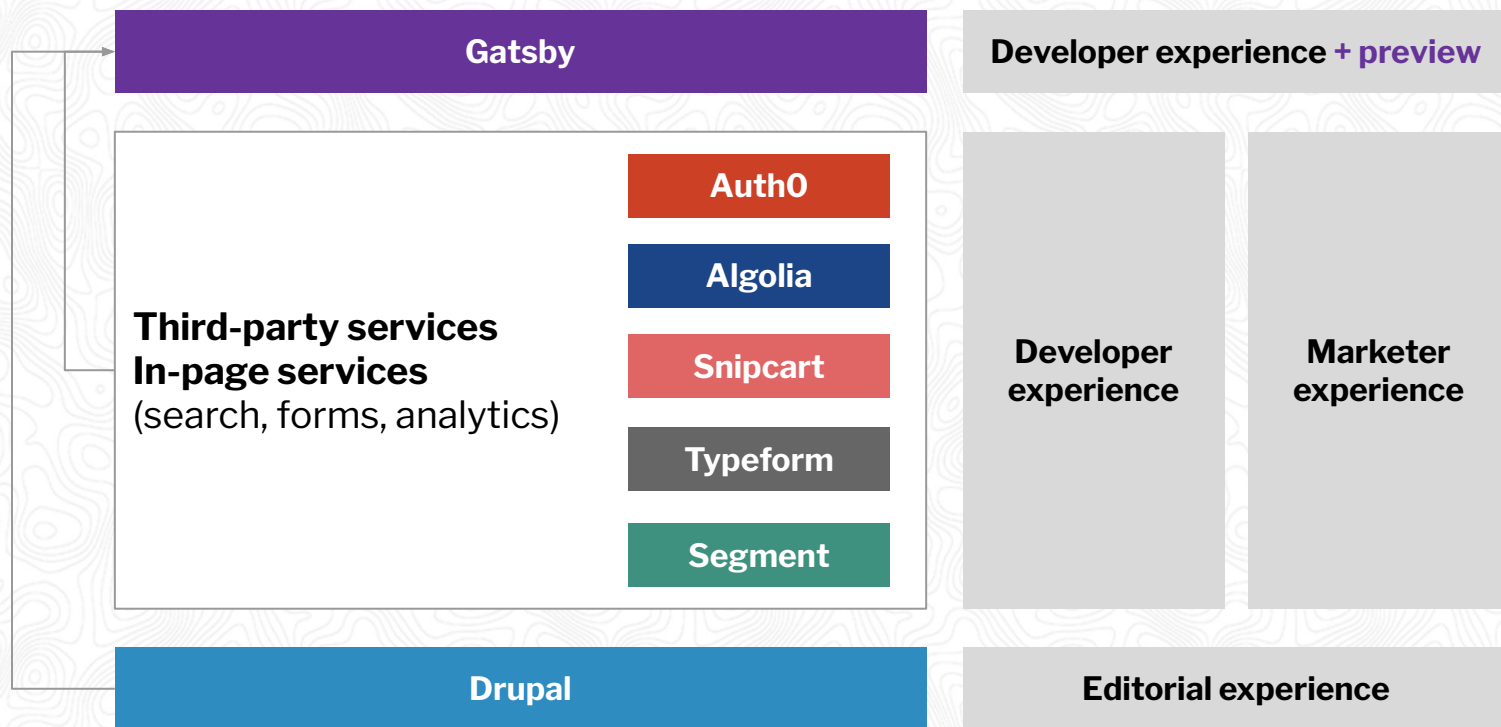 Gatsby
Developer experience + preview
Auth0
Algolia
Snipcart
Typeform
Segment
Third-party services
In-page services
(search, forms, analytics)
Developer
experience
Marketer
experience
Drupal
Editorial experience